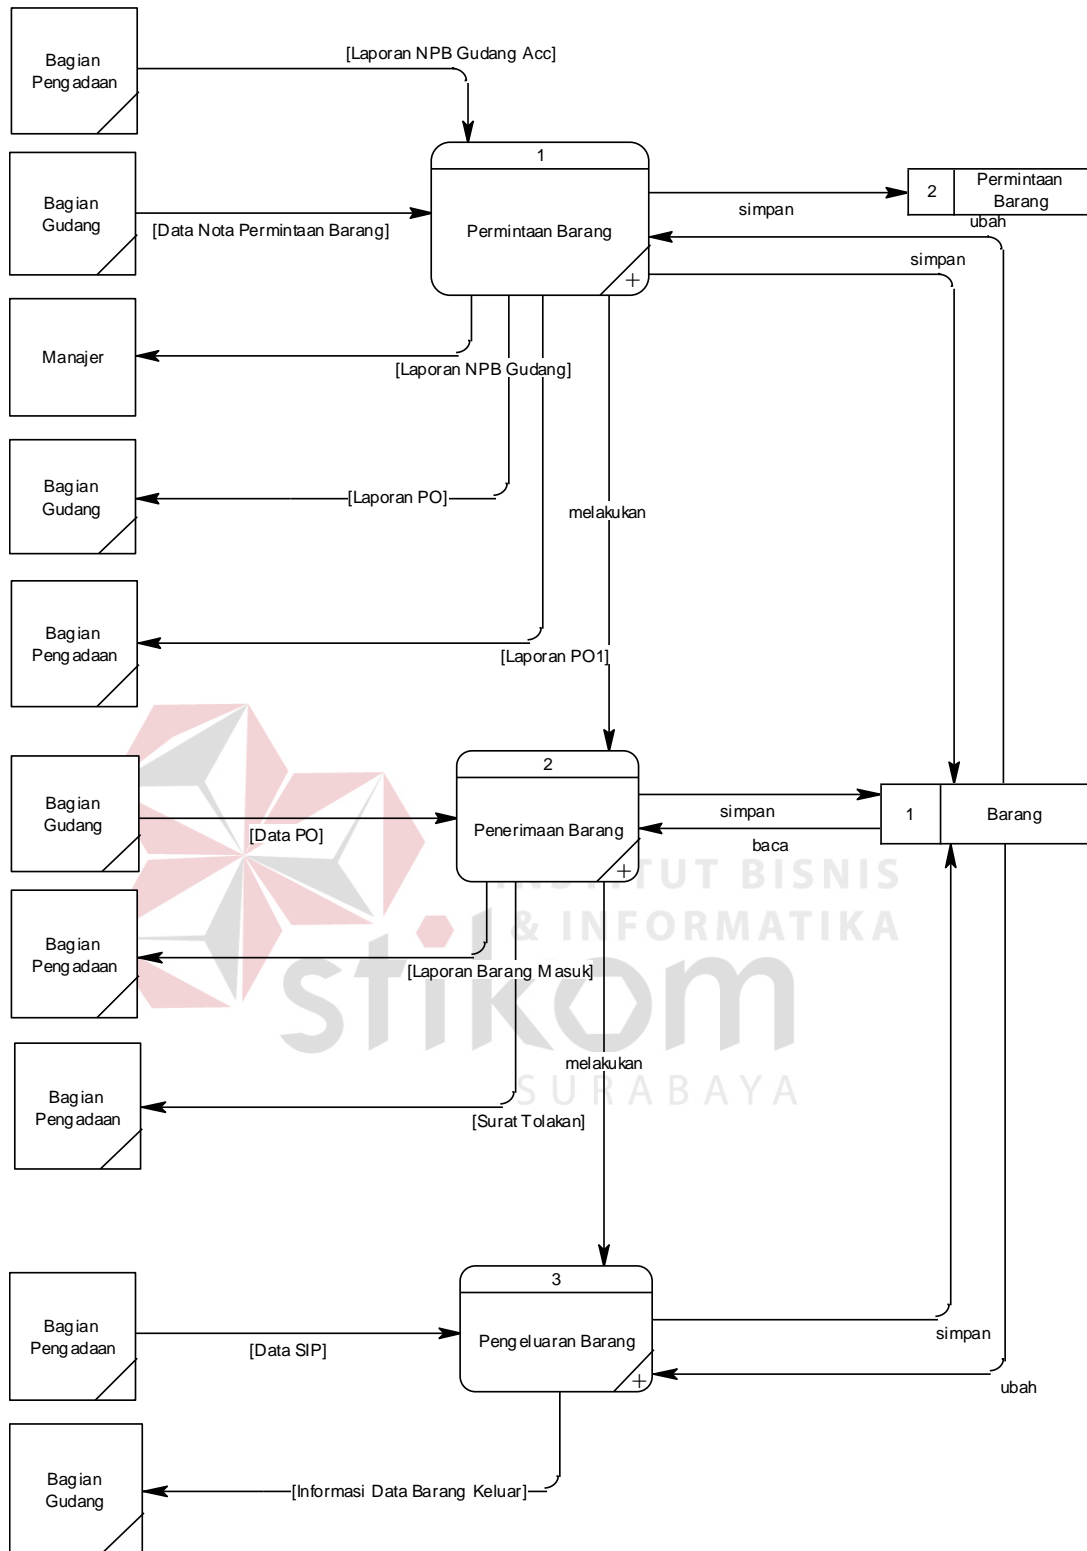 Bagian
Pengadaan
[Laporan NPB Gudang Acc]
1
Permintaan Barang
Bagian
Gudang
[Data Nota Permintaan Barang]
simpan
2
Permintaan
Barang
ubah
simpan
Manajer
[Laporan NPB Gudang]
Bagian
Gudang
[Laporan PO]
melakukan
Bagian
Pengadaan
[Laporan PO1]
2
Penerimaan Barang
Bagian
Gudang
[Data PO]
simpan
baca
1
Barang
INSTITUT BISNIS
& INFORMATIKA
stikom
SURABAYA
Bagian
Pengadaan
[Laporan Barang Masuk]
melakukan
Bagian
Pengadaan
[Surat Tolakan]
3
Pengeluaran Barang
Bagian
Pengadaan
[Data SIP]
simpan
ubah
Bagian
Gudang
[Informasi Data Barang Keluar]